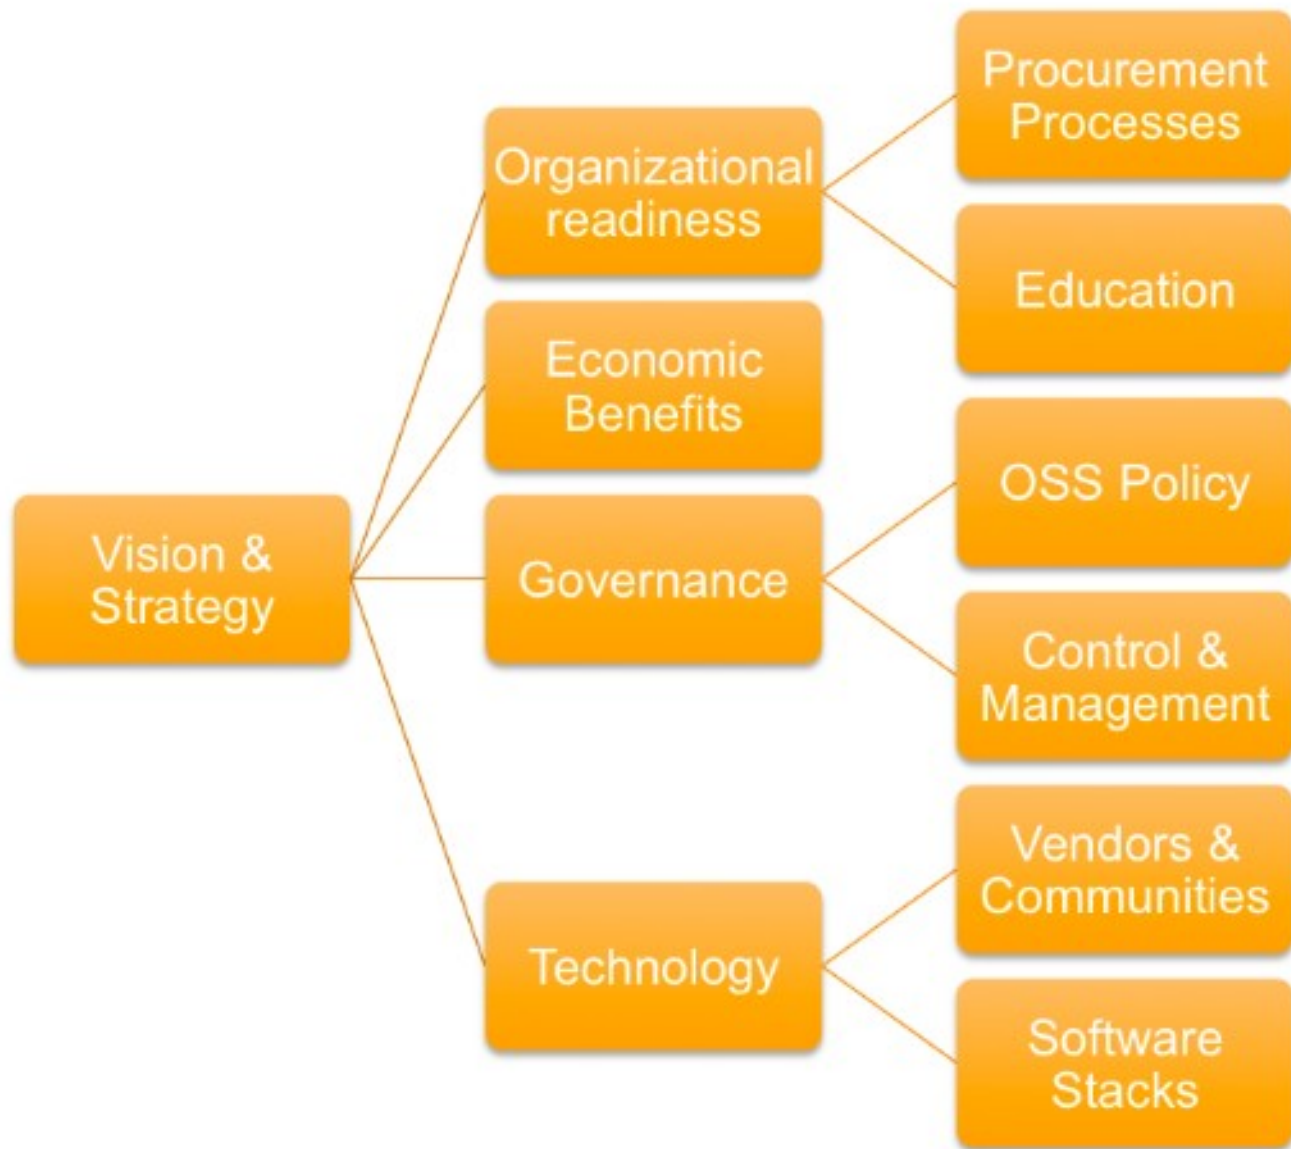 Vision &
Strategy
Organizational
readiness
Economic
Benefits
Governance
Technology
Procurement
Processes
Education
OSS Policy
Control &
Management
Vendors &
Communities
Software
Stacks